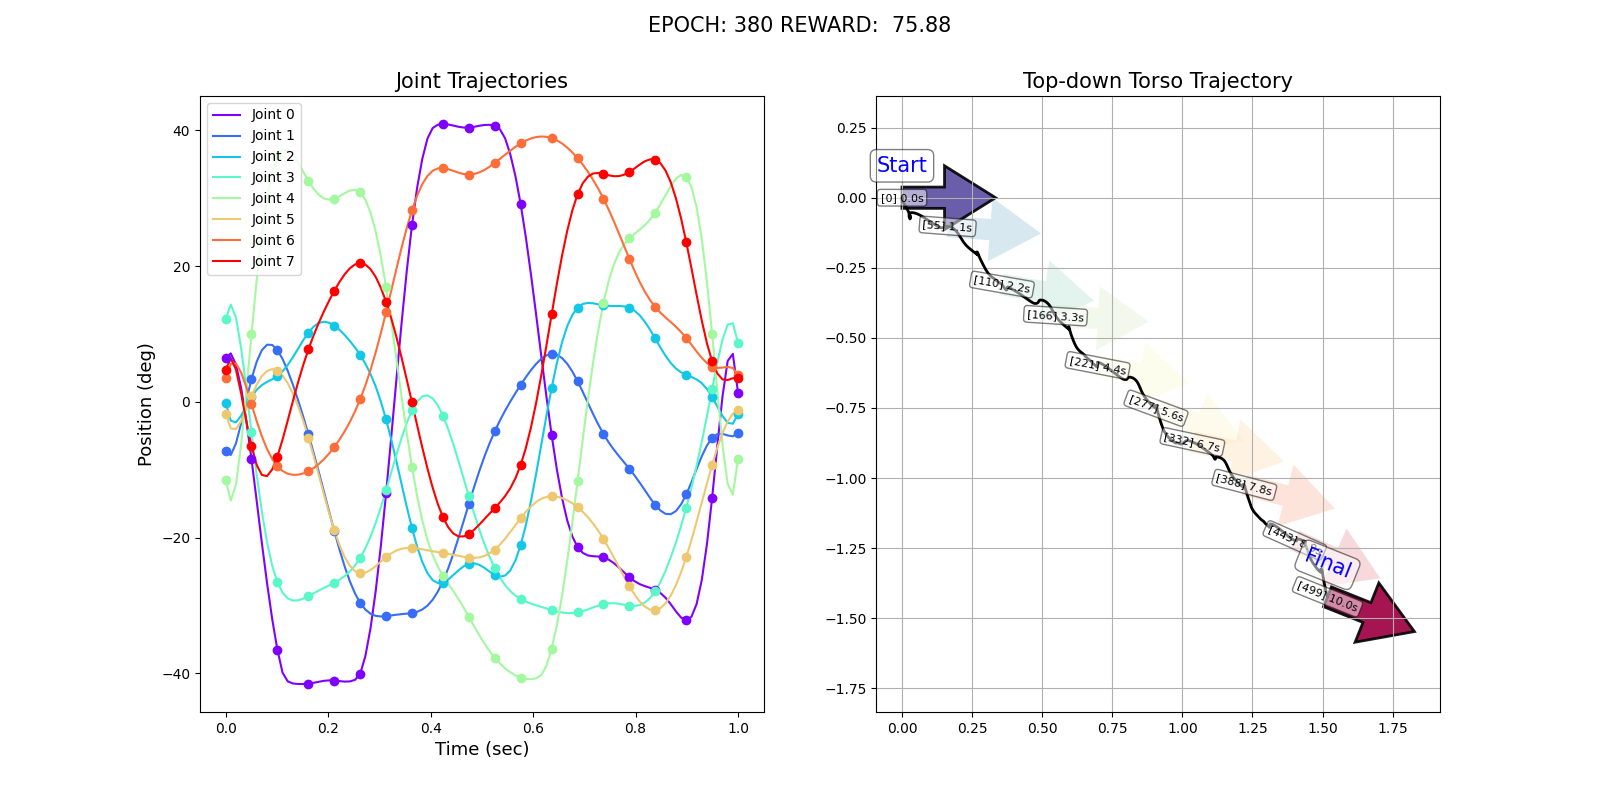 EPOCH: 380 REWARD:  75.88
Joint Trajectories
Joint 0
Joint 1
Joint 2
Joint 3
Joint 4
Joint 5
Joint 6
Joint 7
40
20
0
−20
−40
Position (deg)
0.0
0.2
0.4
0.6
0.8
1.0
Time (sec)
Top-down Torso Trajectory
0.25
0.00
−0.25
−0.50
−0.75
−1.00
−1.25
−1.50
−1.75
Start
[0] 0.0s
[55] 1.1s
[110] 2.2s
[166] 3.3s
[221] 4.4s
[277] 5.6s
[332] 6.7s
[388] 7.8s
[443]
Final
[499] 10.0s
0.00
0.25
0.50
0.75
1.00
1.25
1.50
1.75